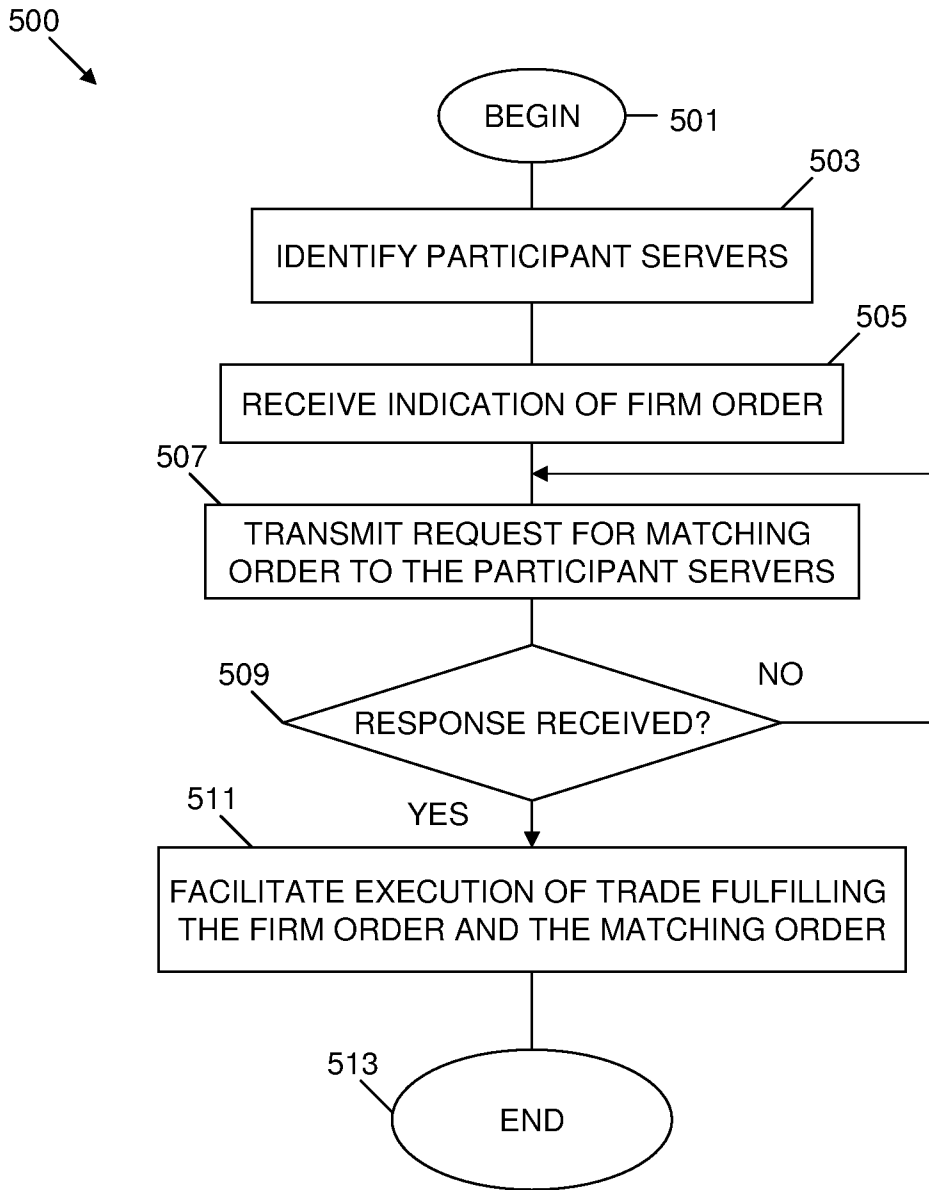 500
BEGIN
501
503
IDENTIFY PARTICIPANT SERVERS
505
RECEIVE INDICATION OF FIRM ORDER
507
TRANSMIT REQUEST FOR MATCHING
ORDER TO THE PARTICIPANT SERVERS
509
NO
RESPONSE RECEIVED?
511
YES
FACILITATE EXECUTION OF TRADE FULFILLING
THE FIRM ORDER AND THE MATCHING ORDER
513
END